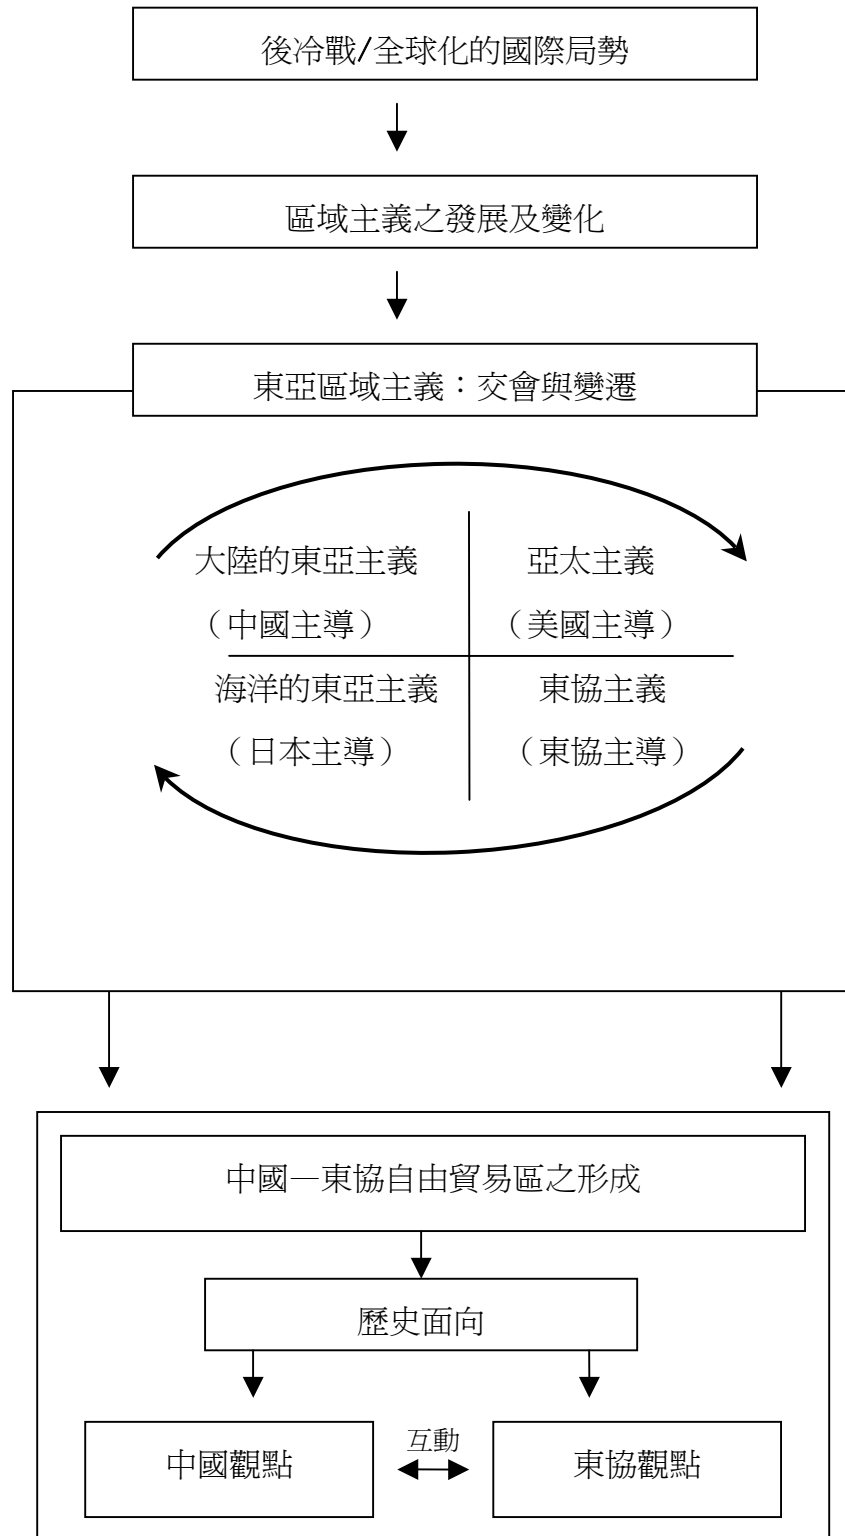 後冷戰/全球化的國際局勢
區域主義之發展及變化
東亞區域主義：交會與變遷
大陸的東亞主義
（中國主導）
亞太主義
（美國主導）
海洋的東亞主義
（日本主導）
東協主義
（東協主導）
中國—東協自由貿易區之形成
歷史面向
中國觀點
互動
東協觀點